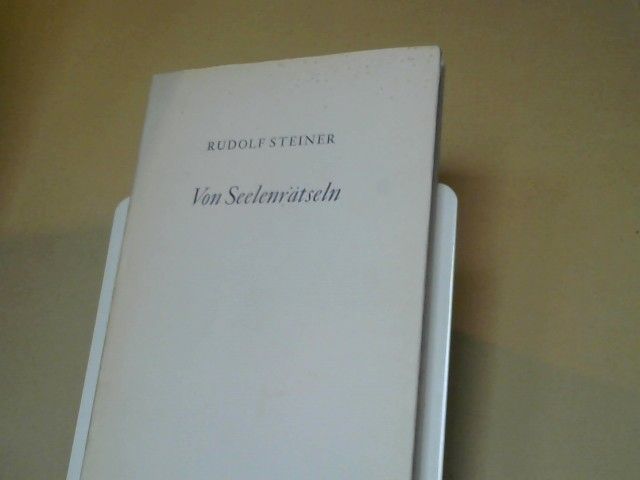 RUDOLF STEINER
Von Seelenrätseln